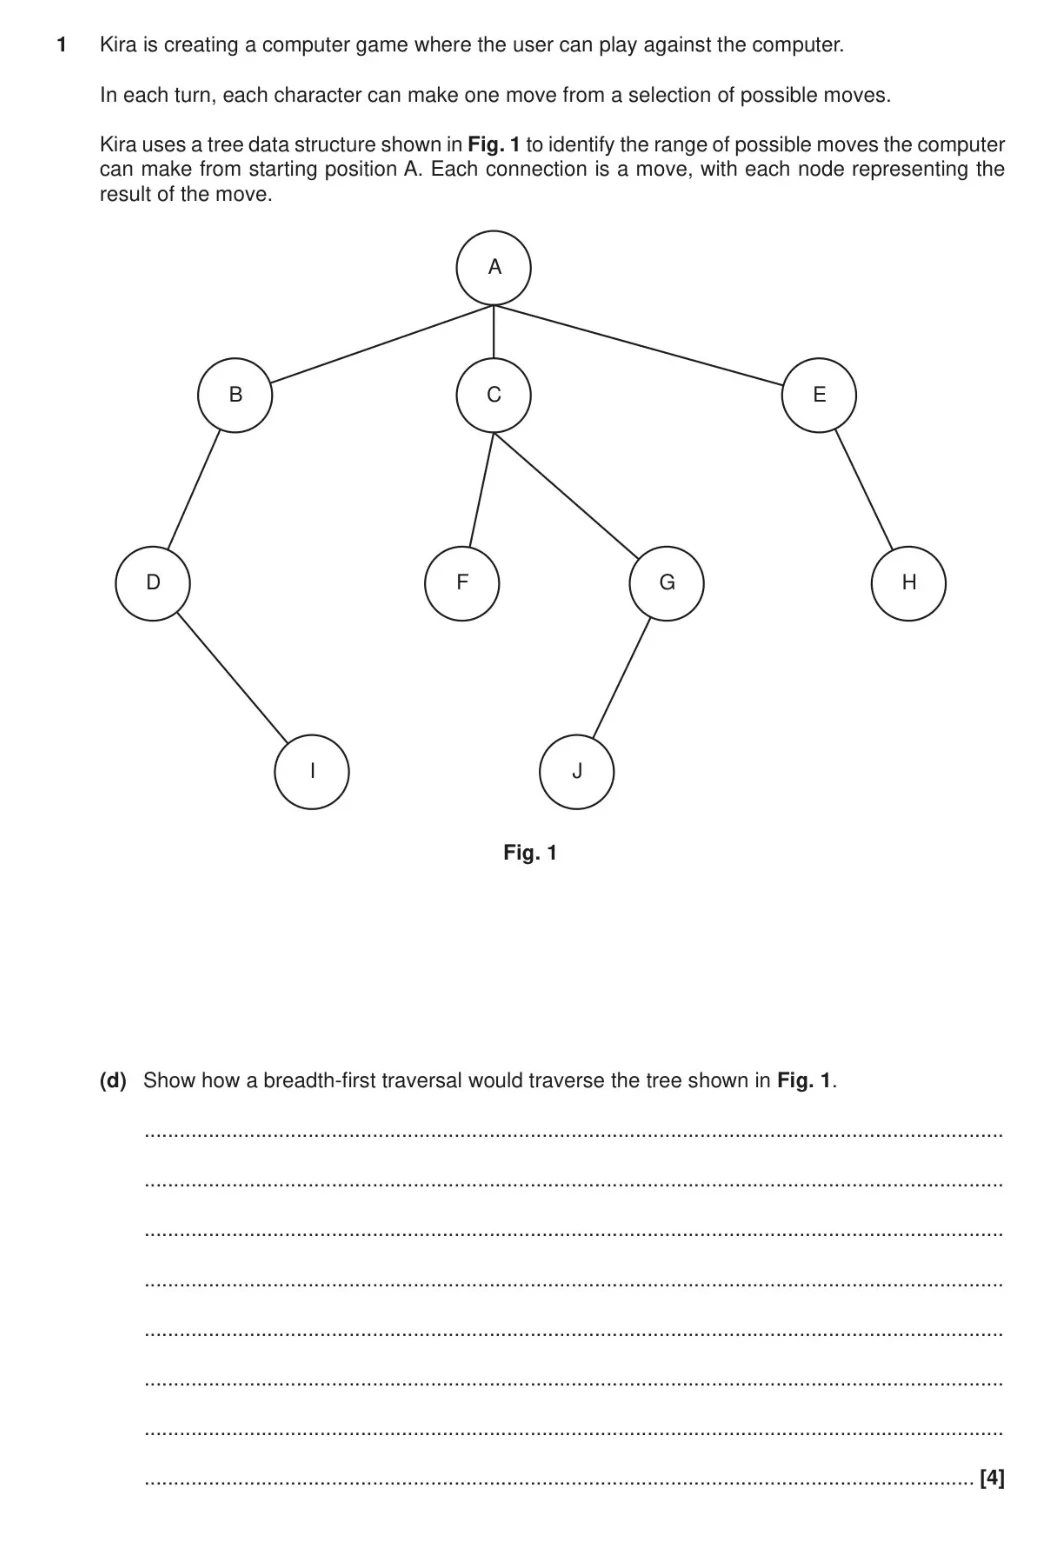 1 Kira is creating a computer game where the user can play against the computer.
In each turn, each character can make one move from a selection of possible moves.
Kira uses a tree data structure shown in Fig. 1 to identify the range of possible moves the computer
can make from starting position A. Each connection is a move, with each node representing the
result of the move.
A
B C E
D F G H
I J
Fig. 1
(d) Show how a breadth-first traversal would traverse the tree shown in Fig. 1.
[4]